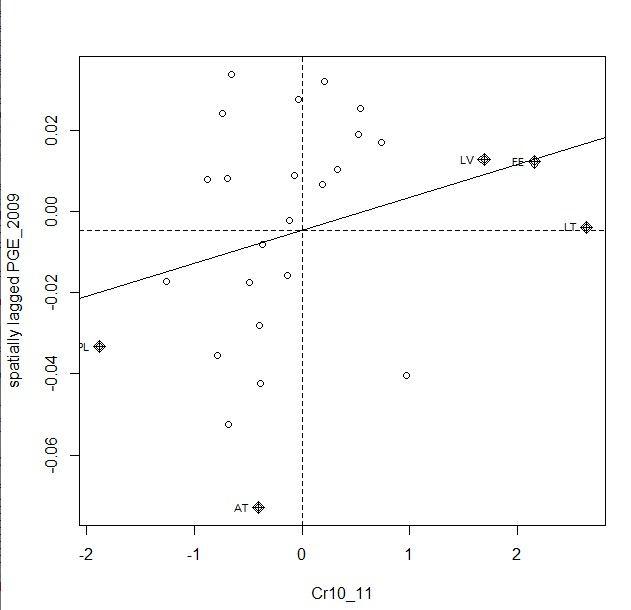 0.02
0.00
-0.02
-0.04
-0.06
spatially lagged PGE_2009
LV
EE
LT
PL
AT
-2
-1
0
1
2
Cr10_11